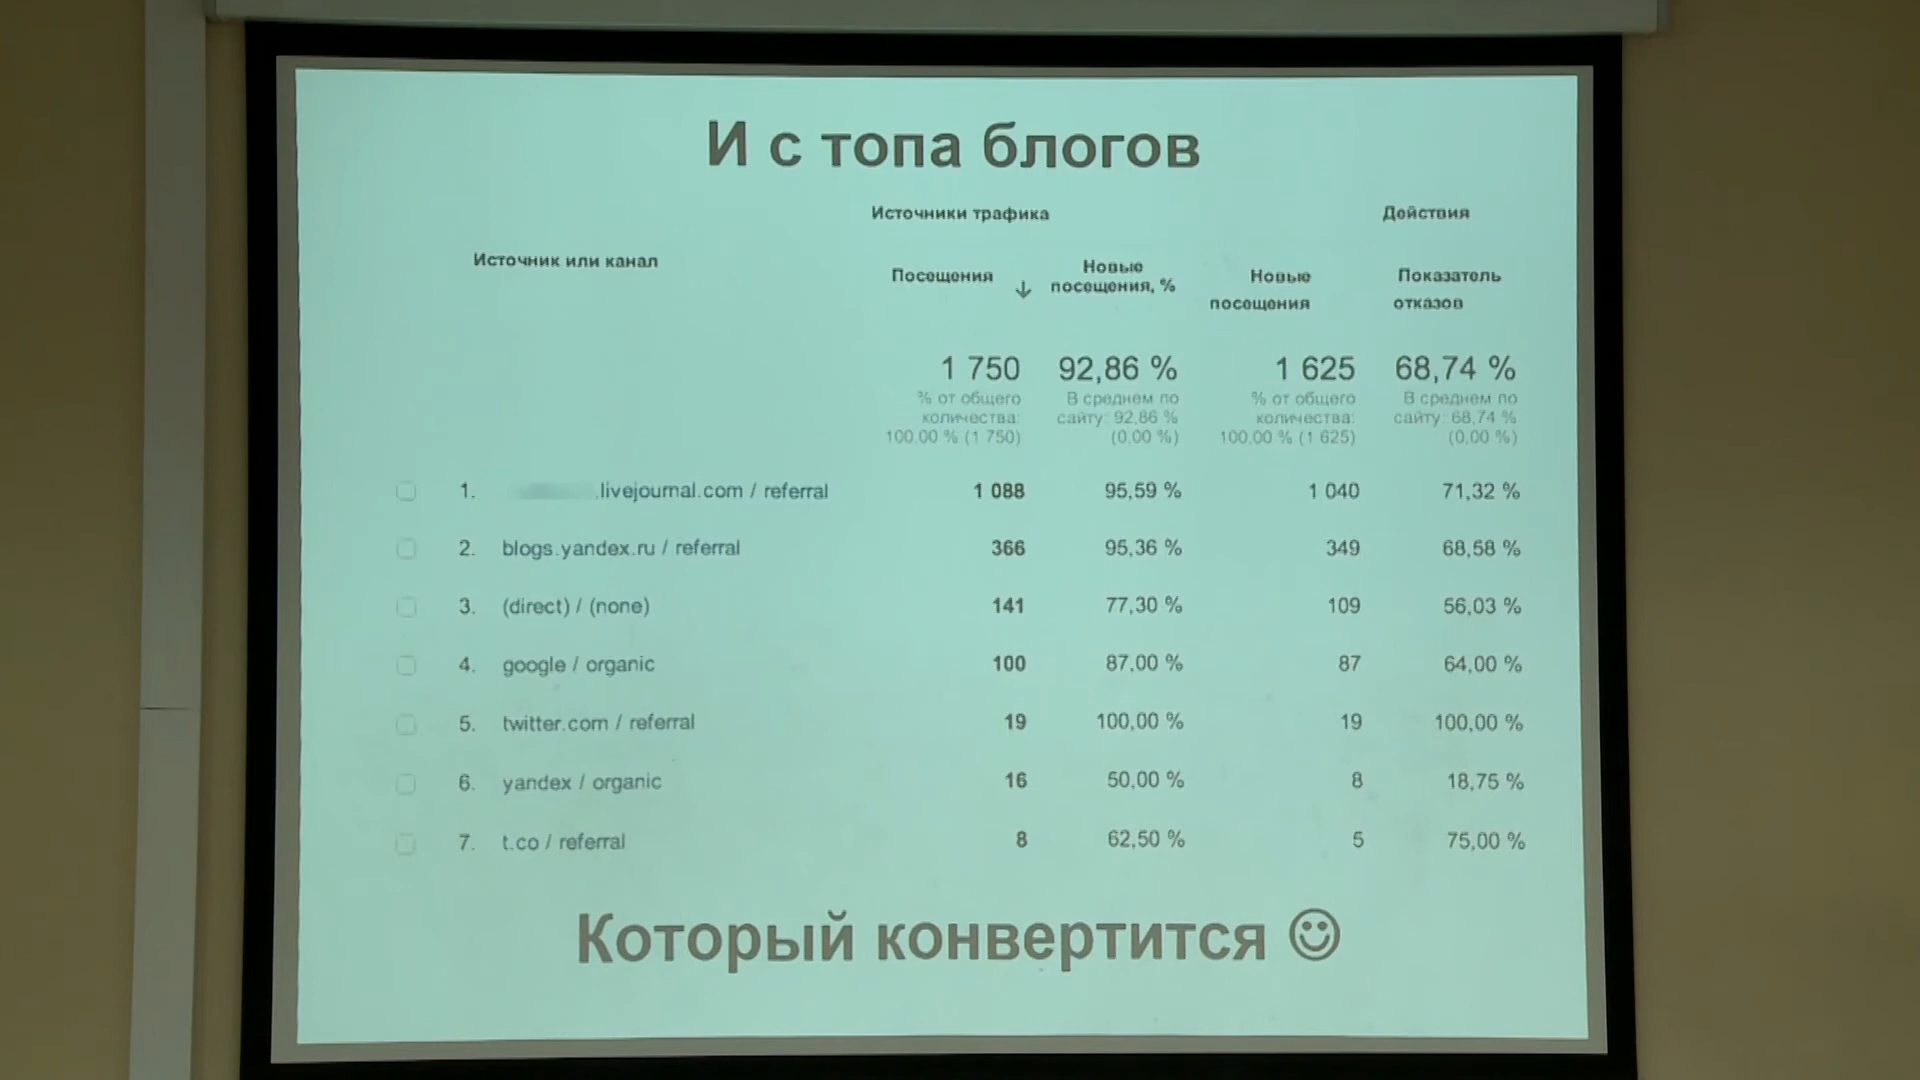 И с топа блогов
Источники трафика Действия
Источник или канал
Посещения ↓ Новые посещения, % Новые посещения Показатель отказов
1 750 92,86 % 1 625 68,74 %
% от общего В среднем по % от общего В среднем по
количества: сайту: 92,86 % количества: сайту: 68,74 %
100,00 % (1 750) (0,00 %) 100,00 % (1 625) (0,00 %)
1. .livejournal.com / referral 1 088 95,59 % 1 040 71,32 %
2. blogs.yandex.ru / referral 366 95,36 % 349 68,58 %
3. (direct) / (none) 141 77,30 % 109 56,03 %
4. google / organic 100 87,00 % 87 64,00 %
5. twitter.com / referral 19 100,00 % 19 100,00 %
6. yandex / organic 16 50,00 % 8 18,75 %
7. t.co / referral 8 62,50 % 5 75,00 %
Который конвертится ☺